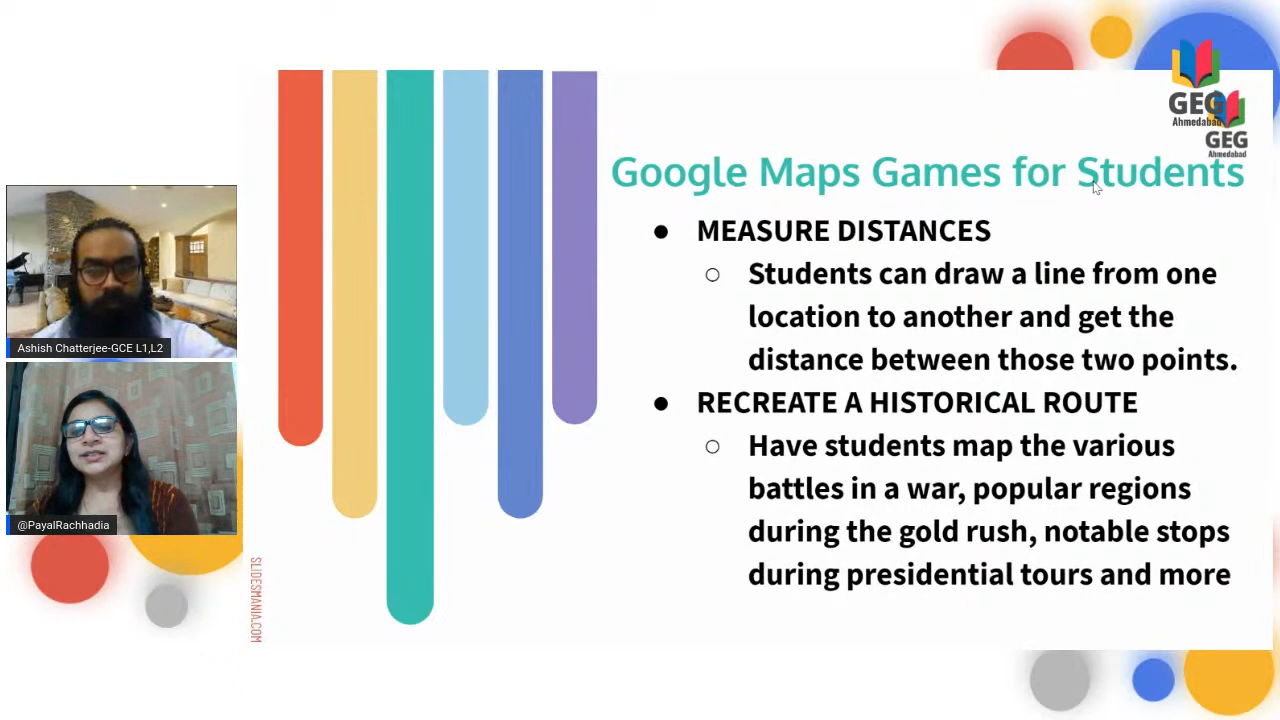 GEG
Ahmedabad
GEG
Ahmedabad
Google Maps Games for Students
● MEASURE DISTANCES
○ Students can draw a line from one
location to another and get the
distance between those two points.
● RECREATE A HISTORICAL ROUTE
○ Have students map the various
battles in a war, popular regions
during the gold rush, notable stops
during presidential tours and more
Ashish Chatterjee-GCE L1,L2
@PayalRachhadia
SLIDESMANIA.COM